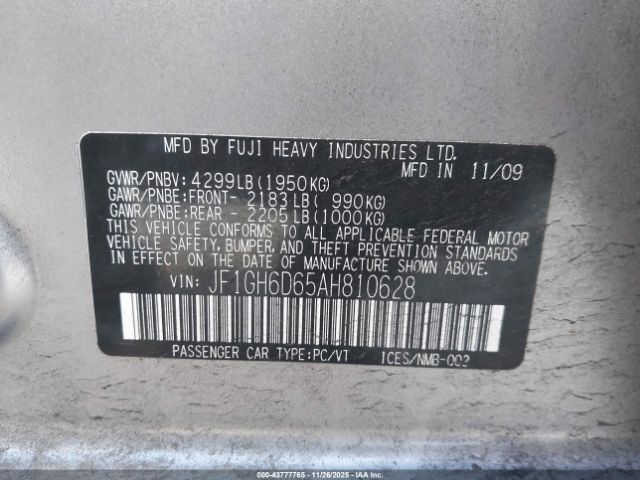 MFD BY FUJI HEAVY INDUSTRIES LTD.
MFD IN 11/09
GVWR/PNBV: 4299LB(1950KG)
GAWR/PNBE:FRONT- 2183LB( 990KG)
GAWR/PNBE:REAR - 2205LB(1000KG)
THIS VEHICLE CONFORMS TO ALL APPLICABLE FEDERAL MOTOR
VEHICLE SAFETY, BUMPER, AND THEFT PREVENTION STANDARDS
IN EFFECT ON THE DATE OF MANUFACTURE SHOWN ABOVE.
VIN: JF1GH6D65AH810628
PASSENGER CAR TYPE:PC/VT ICES/NMB-002
000-43777765 - 11/26/2025 - IAA Inc. All Rights Reserved